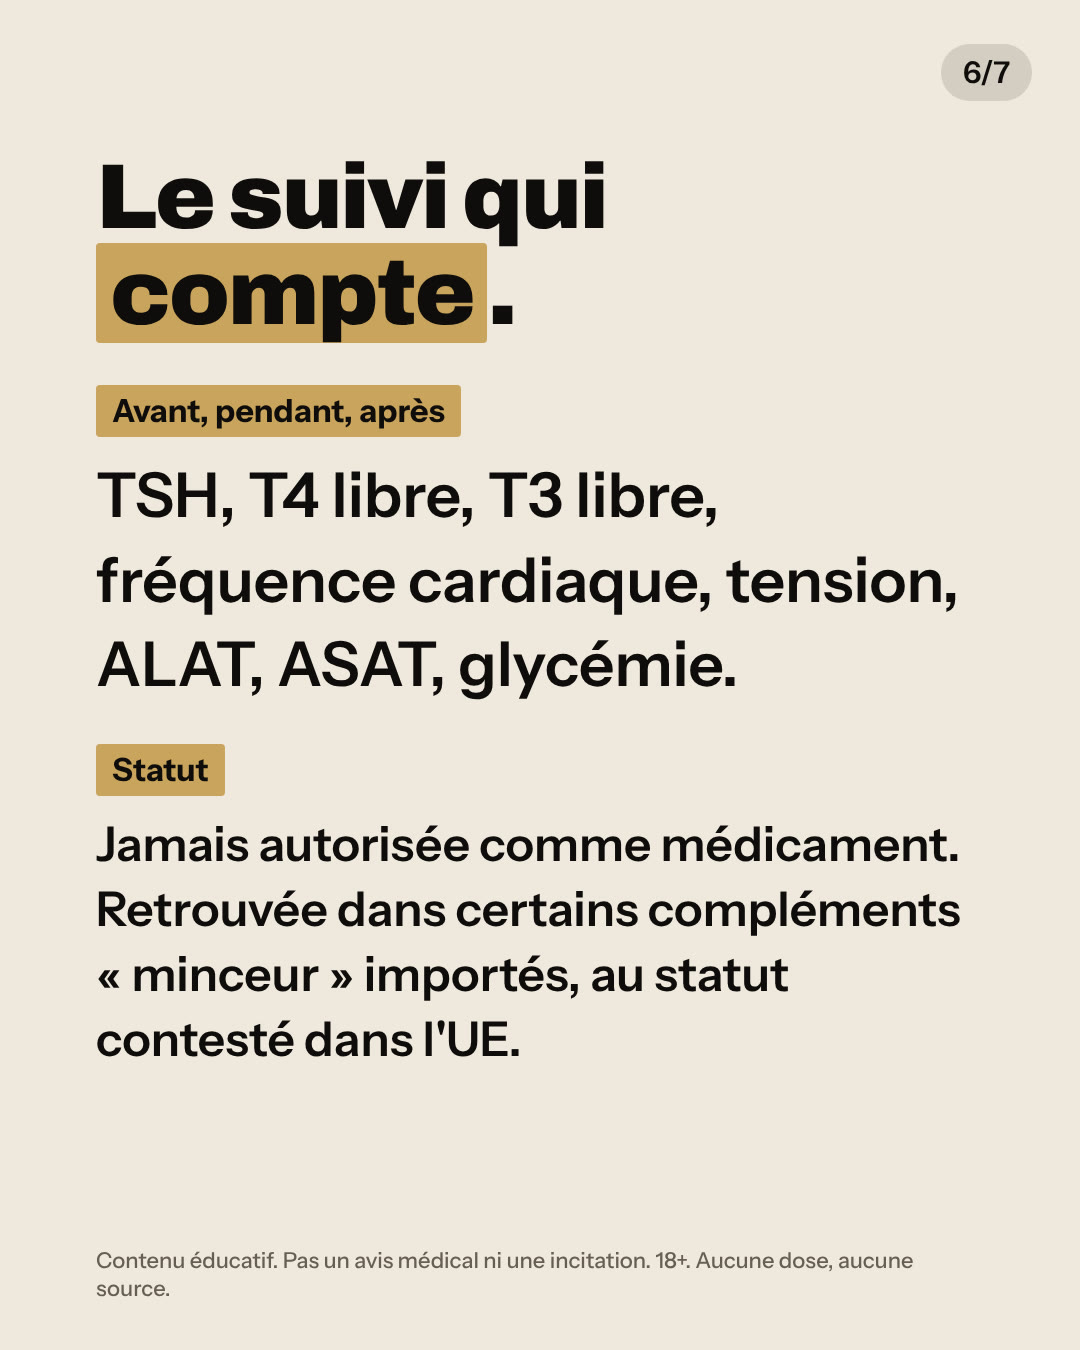 6/7
Le suivi qui
compte.
Avant, pendant, après
TSH, T4 libre, T3 libre,
fréquence cardiaque, tension,
ALAT, ASAT, glycémie.
Statut
Jamais autorisée comme médicament.
Retrouvée dans certains compléments
« minceur » importés, au statut
contesté dans l'UE.
Contenu éducatif. Pas un avis médical ni une incitation. 18+. Aucune dose, aucune
source.